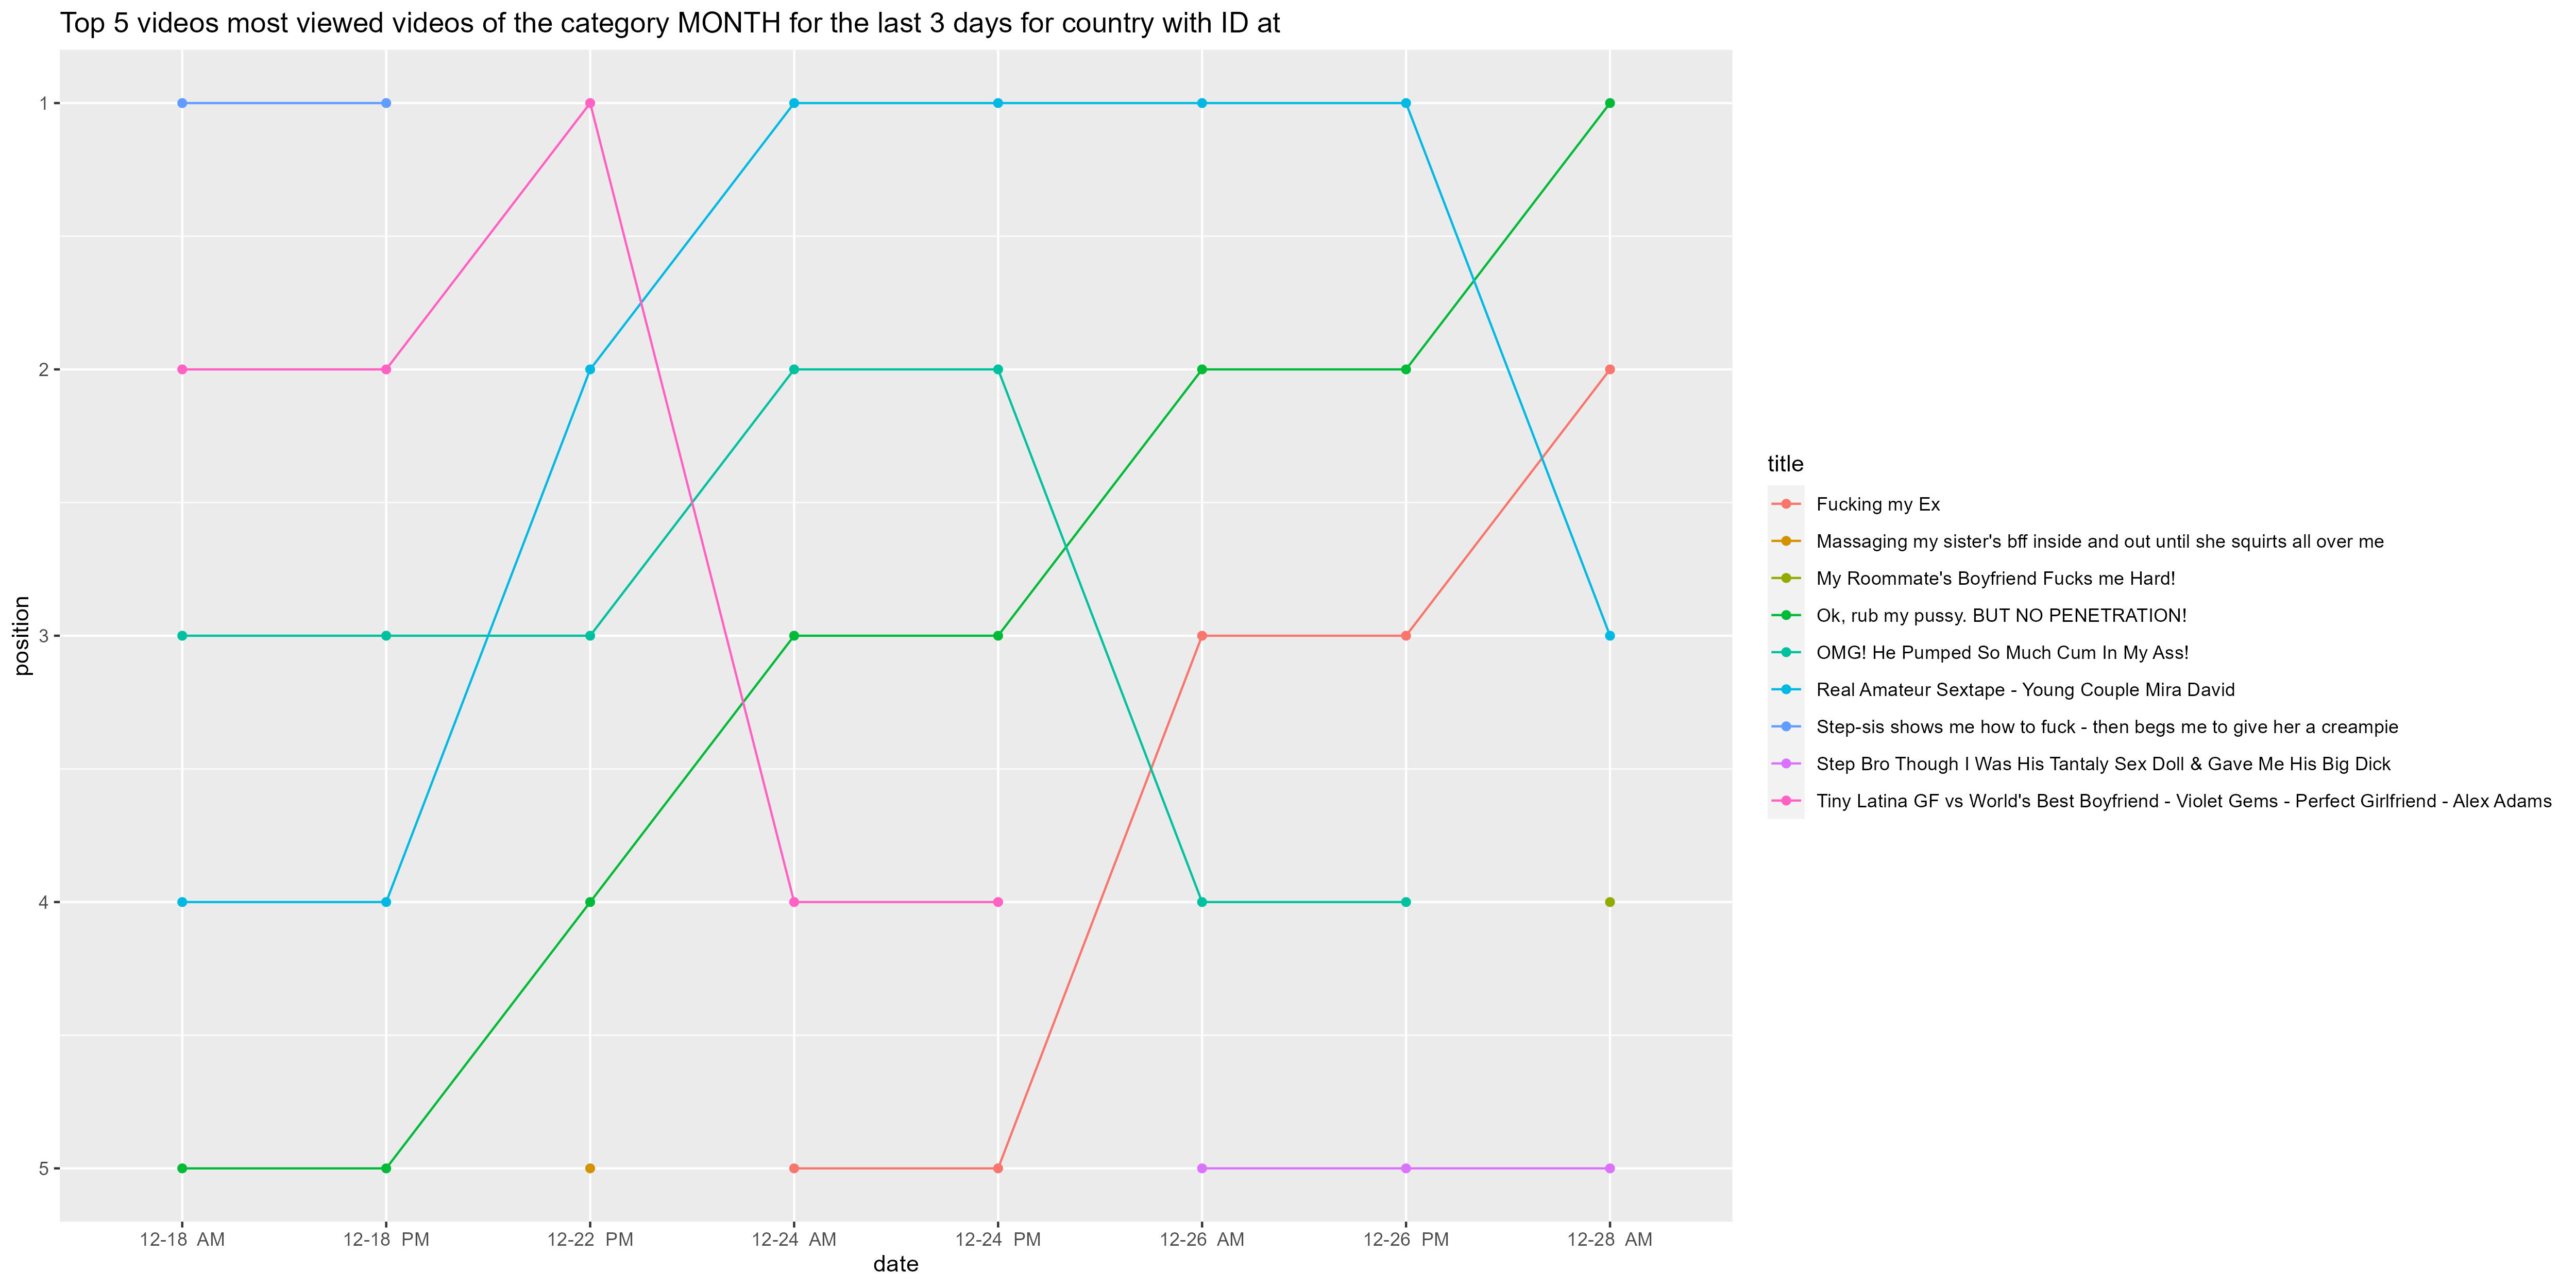 Top 5 videos most viewed videos of the category MONTH for the last 3 days for country with ID at
position
1
2
3
4
5
12-18 AM
12-18 PM
12-22 PM
12-24 AM
12-24 PM
12-26 AM
12-26 PM
12-28 AM
date
title
Fucking my Ex
Massaging my sister's bff inside and out until she squirts all over me
My Roommate's Boyfriend Fucks me Hard!
Ok, rub my pussy. BUT NO PENETRATION!
OMG! He Pumped So Much Cum In My Ass!
Real Amateur Sextape - Young Couple Mira David
Step-sis shows me how to fuck - then begs me to give her a creampie
Step Bro Though I Was His Tantaly Sex Doll & Gave Me His Big Dick
Tiny Latina GF vs World's Best Boyfriend - Violet Gems - Perfect Girlfriend - Alex Adams